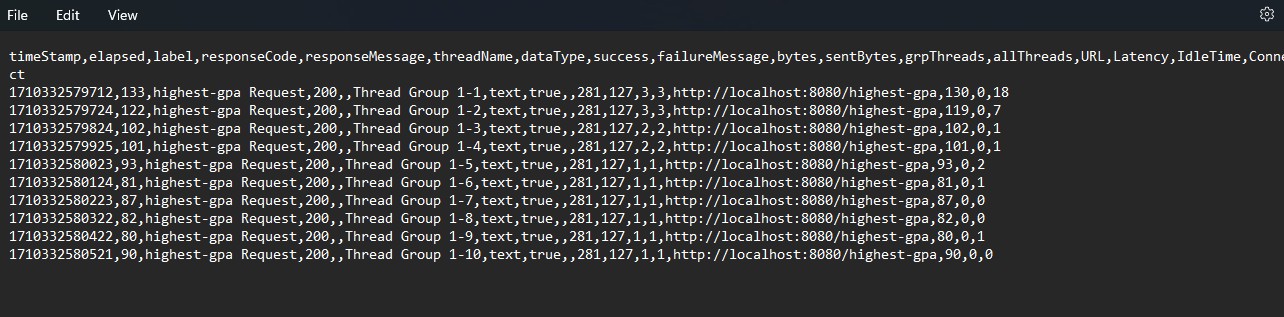 File Edit View
timeStamp,elapsed,label,responseCode,responseMessage,threadName,dataType,success,failureMessage,bytes,sentBytes,grpThreads,allThreads,URL,Latency,IdleTime,Conne
ct
1710332579712,133,highest-gpa Request,200,,Thread Group 1-1,text,true,,281,127,3,3,http://localhost:8080/highest-gpa,130,0,18
1710332579724,122,highest-gpa Request,200,,Thread Group 1-2,text,true,,281,127,3,3,http://localhost:8080/highest-gpa,119,0,7
1710332579824,102,highest-gpa Request,200,,Thread Group 1-3,text,true,,281,127,2,2,http://localhost:8080/highest-gpa,102,0,1
1710332579925,101,highest-gpa Request,200,,Thread Group 1-4,text,true,,281,127,2,2,http://localhost:8080/highest-gpa,101,0,1
1710332580023,93,highest-gpa Request,200,,Thread Group 1-5,text,true,,281,127,1,1,http://localhost:8080/highest-gpa,93,0,2
1710332580124,81,highest-gpa Request,200,,Thread Group 1-6,text,true,,281,127,1,1,http://localhost:8080/highest-gpa,81,0,1
1710332580223,87,highest-gpa Request,200,,Thread Group 1-7,text,true,,281,127,1,1,http://localhost:8080/highest-gpa,87,0,0
1710332580322,82,highest-gpa Request,200,,Thread Group 1-8,text,true,,281,127,1,1,http://localhost:8080/highest-gpa,82,0,0
1710332580422,80,highest-gpa Request,200,,Thread Group 1-9,text,true,,281,127,1,1,http://localhost:8080/highest-gpa,80,0,1
1710332580521,90,highest-gpa Request,200,,Thread Group 1-10,text,true,,281,127,1,1,http://localhost:8080/highest-gpa,90,0,0